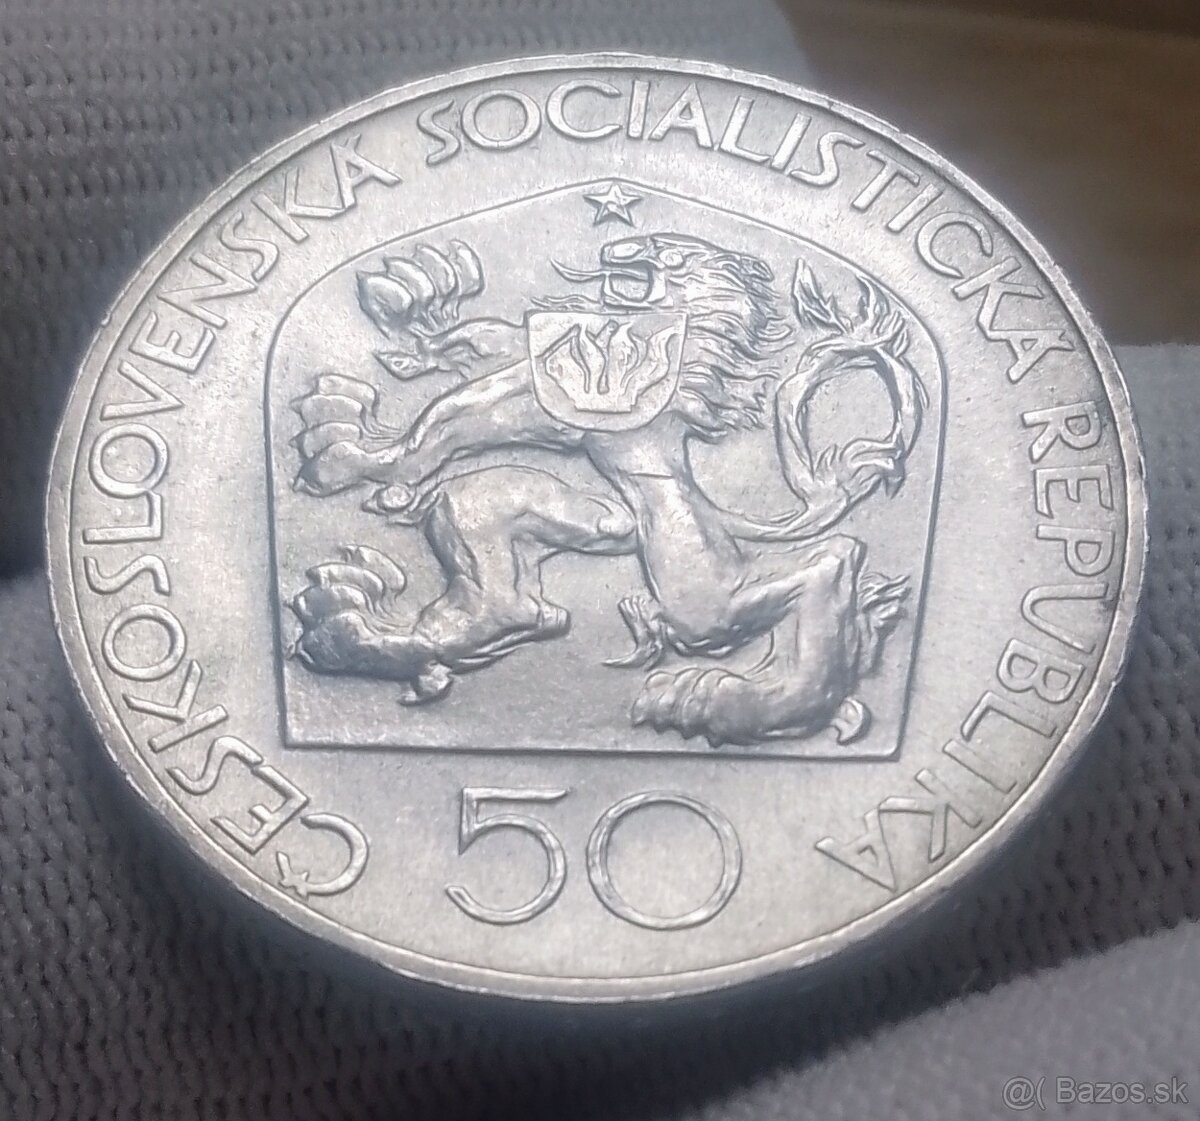 ČESKOSLOVENSKÁ SOCIALISTICKÁ REPUBLIKA
50
@( Bazos.sk